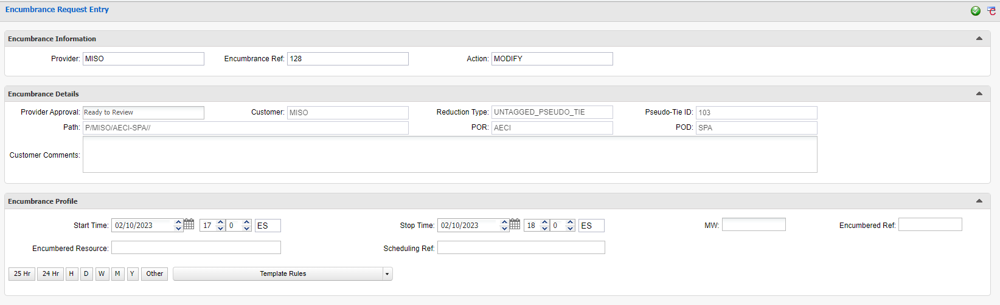 Encumbrance Request Entry
Encumbrance Information
Provider: MISO Encumbrance Ref: 128 Action: MODIFY
Encumbrance Details
Provider Approval: Ready to Review Customer: MISO Reduction Type: UNTAGGED_PSEUDO_TIE Pseudo-Tie ID: 103
Path: P/MISO/AECI-SPA// POR: AECI POD: SPA
Customer Comments:
Encumbrance Profile
Start Time: 02/10/2023 17 0 ES Stop Time: 02/10/2023 18 0 ES MW: Encumbered Ref:
Encumbered Resource: Scheduling Ref:
25 Hr 24 Hr H D W M Y Other Template Rules